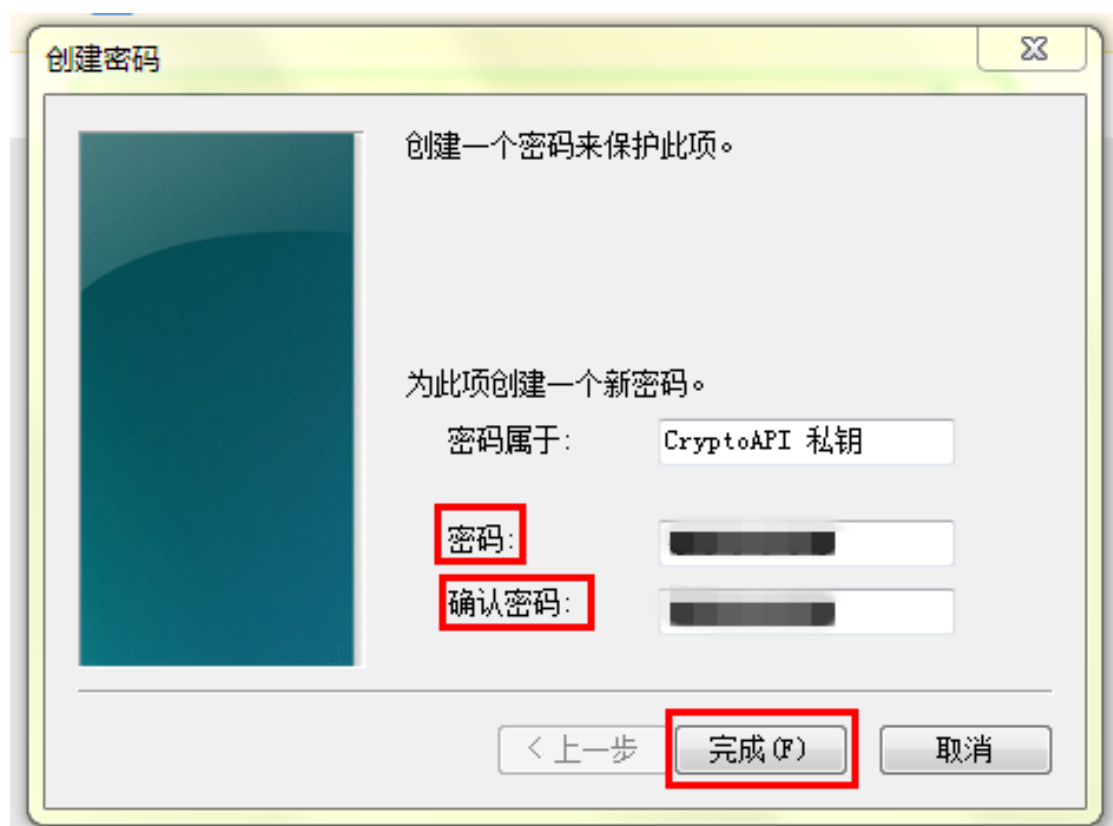 创建密码
创建一个密码来保护此项。
为此项创建一个新密码。
密码属于: CryptoAPI 私钥
密码:
确认密码:
< 上一步 完成(F) 取消